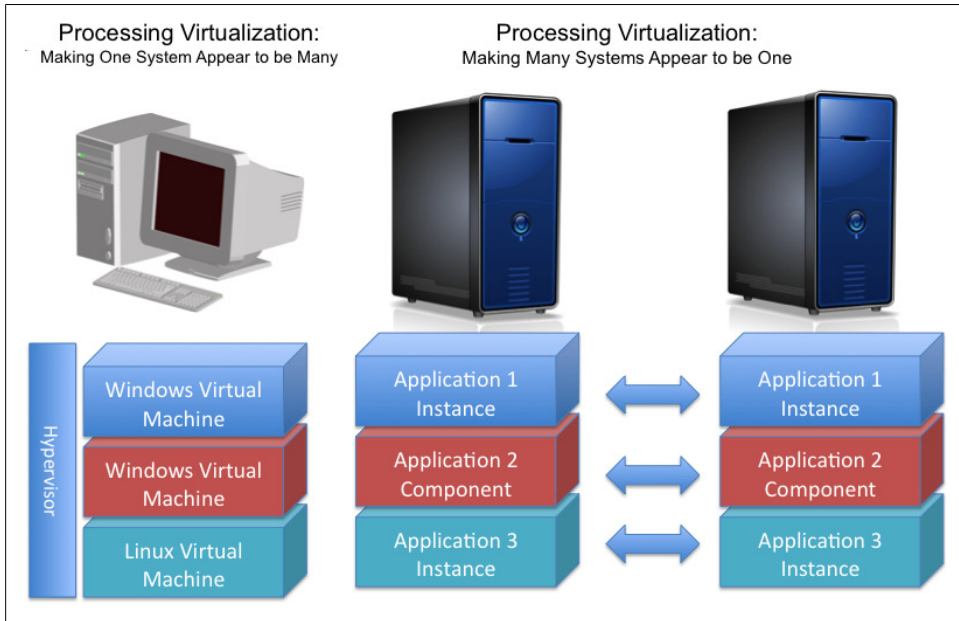 Processing Virtualization:
Making One System Appear to be Many
Processing Virtualization:
Making Many Systems Appear to be One
Hypervisor
Windows Virtual
Machine
Windows Virtual
Machine
Linux Virtual
Machine
Application 1
Instance
Application 2
Component
Application 3
Instance
Application 1
Instance
Application 2
Component
Application 3
Instance